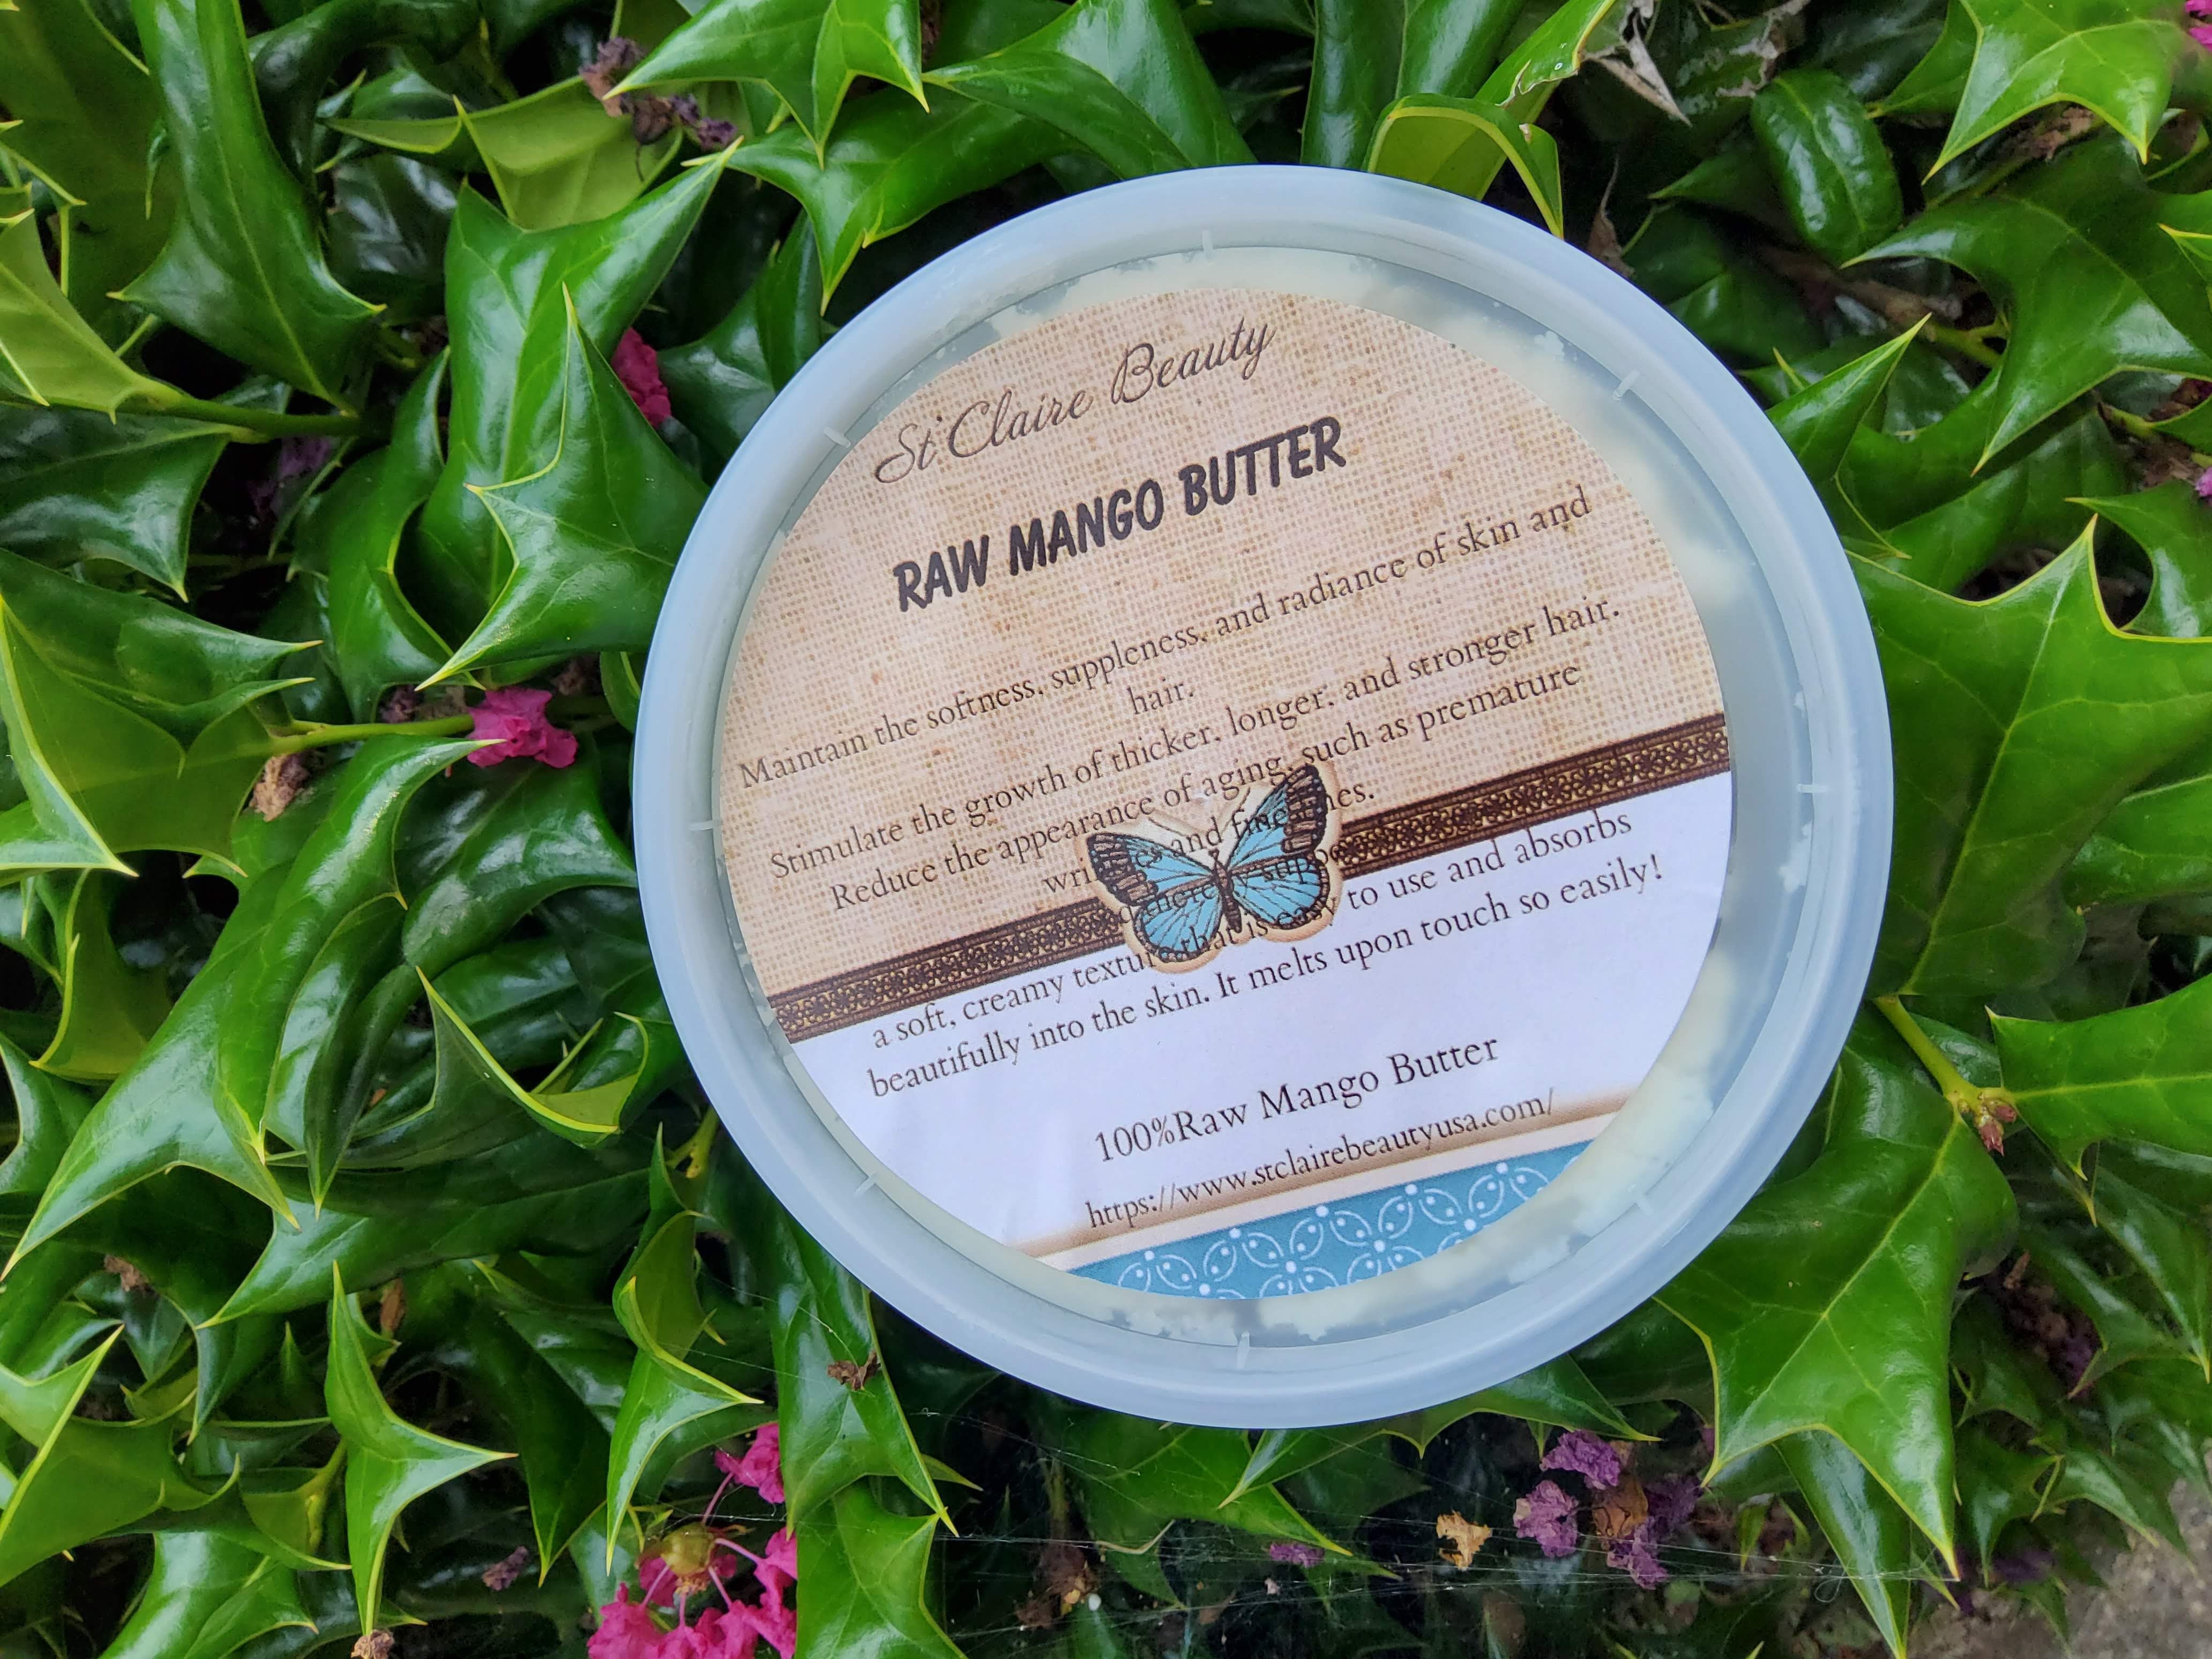 St'Claire Beauty
RAW MANGO BUTTER
Maintain the softness, suppleness, and radiance of skin and
hair.
Stimulate the growth of thicker, longer, and stronger hair.
Reduce the appearance of aging, such as premature
and fine
a soft, creamy that is easy to use and absorbs
beautifully into the skin. It melts upon touch so easily!
100%Raw Mango Butter
https://www.stclairebeautyusa.com/